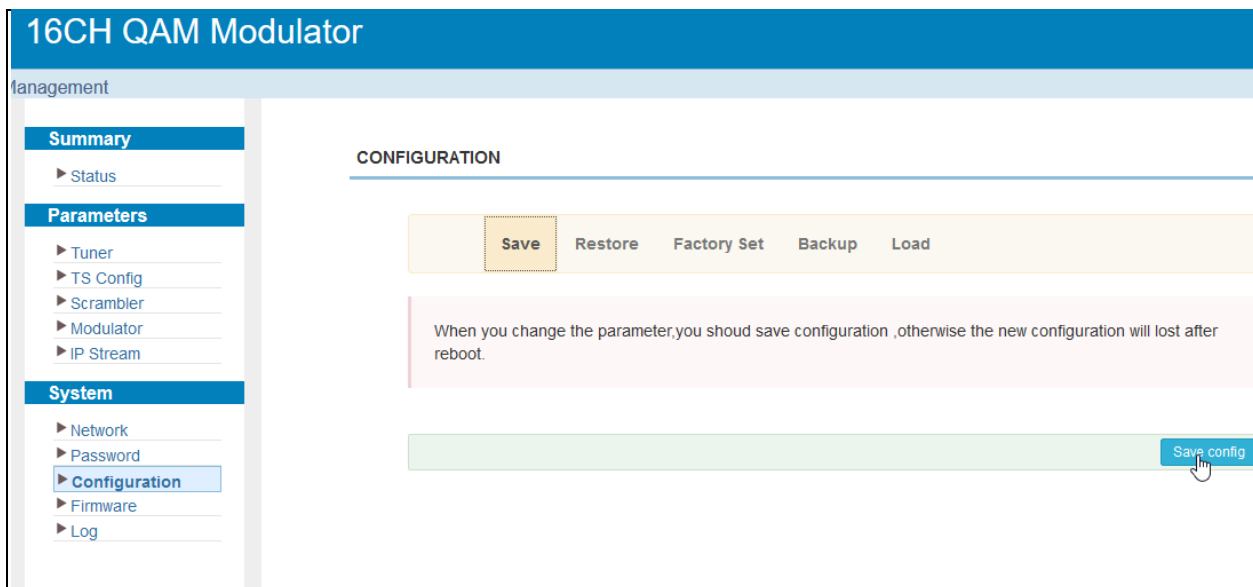 16CH QAM Modulator
Management
Summary
Status
Parameters
Tuner
TS Config
Scrambler
Modulator
IP Stream
System
Network
Password
Configuration
Firmware
Log
CONFIGURATION
Save Restore Factory Set Backup Load
When you change the parameter,you shoud save configuration ,otherwise the new configuration will lost after
reboot.
Save config